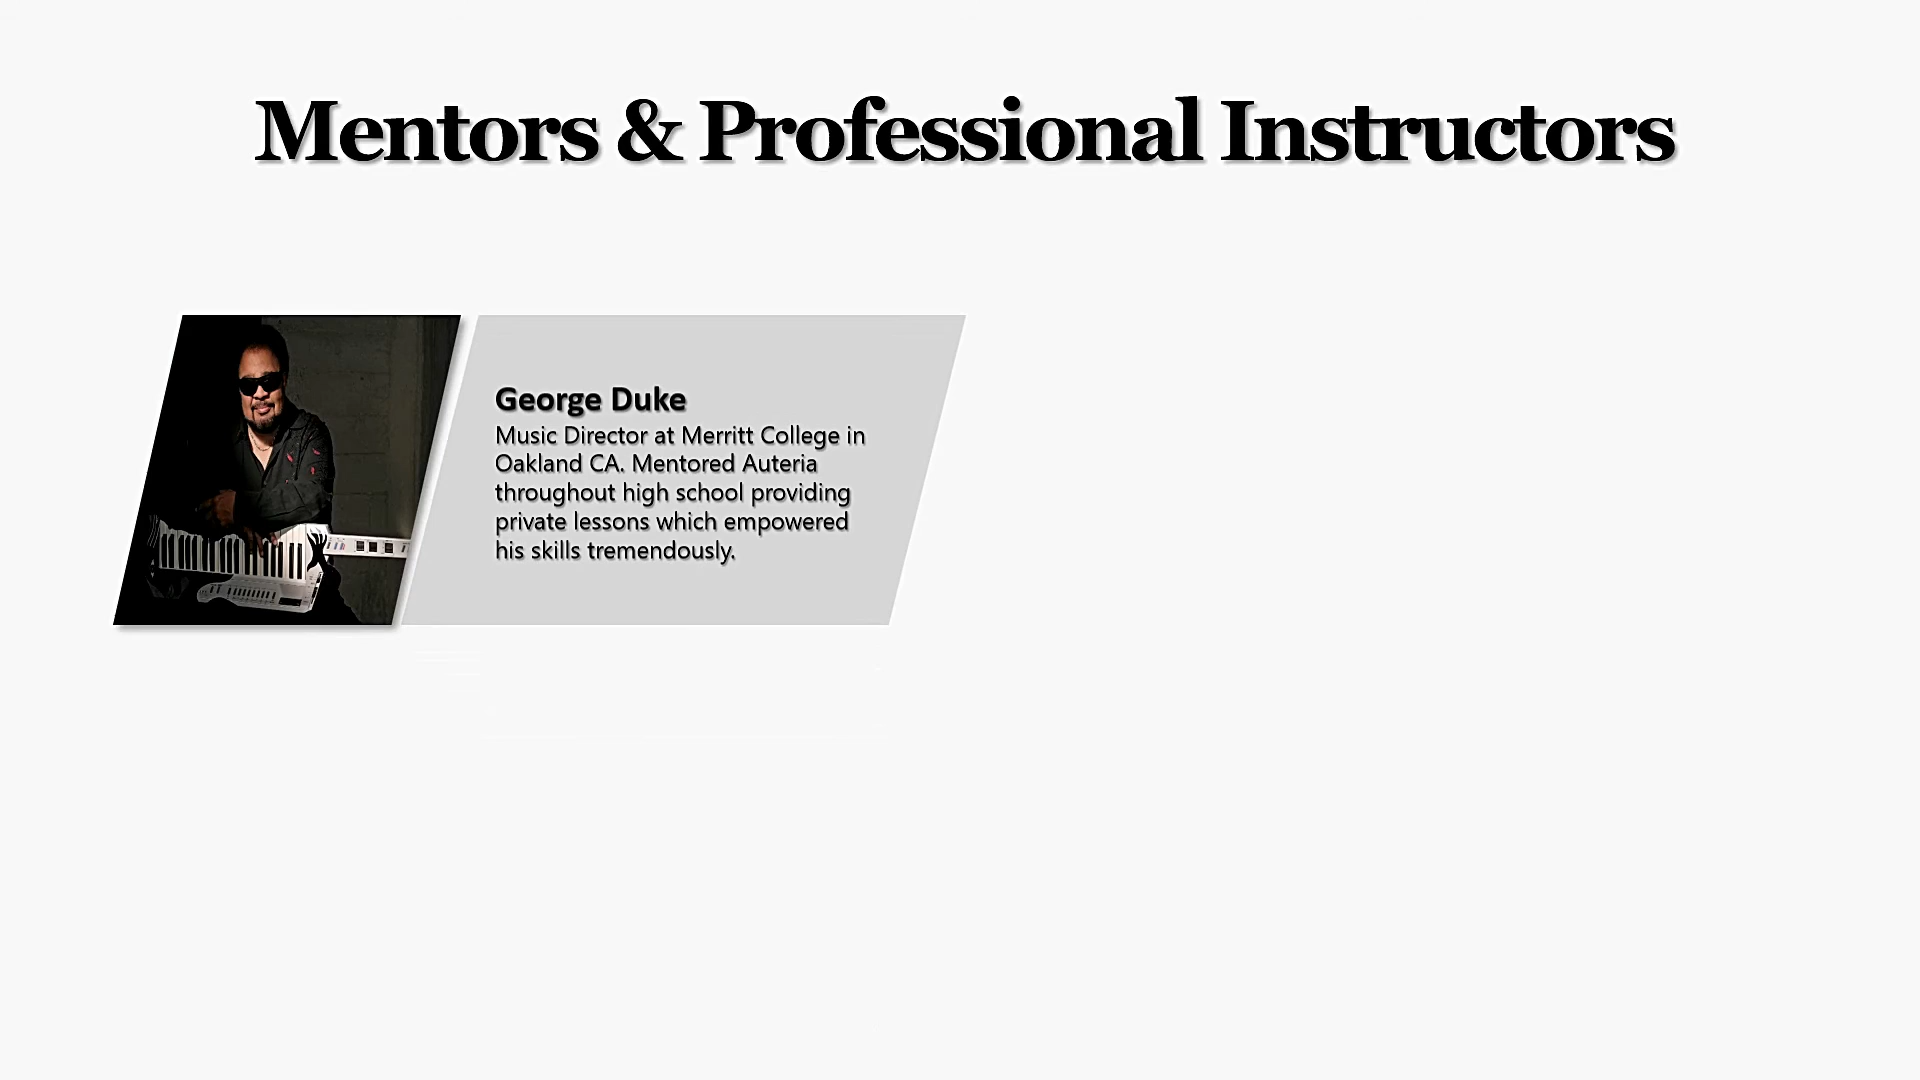 Mentors & Professional Instructors
George Duke
Music Director at Merritt College in
Oakland CA. Mentored Auteria
throughout high school providing
private lessons which empowered
his skills tremendously.